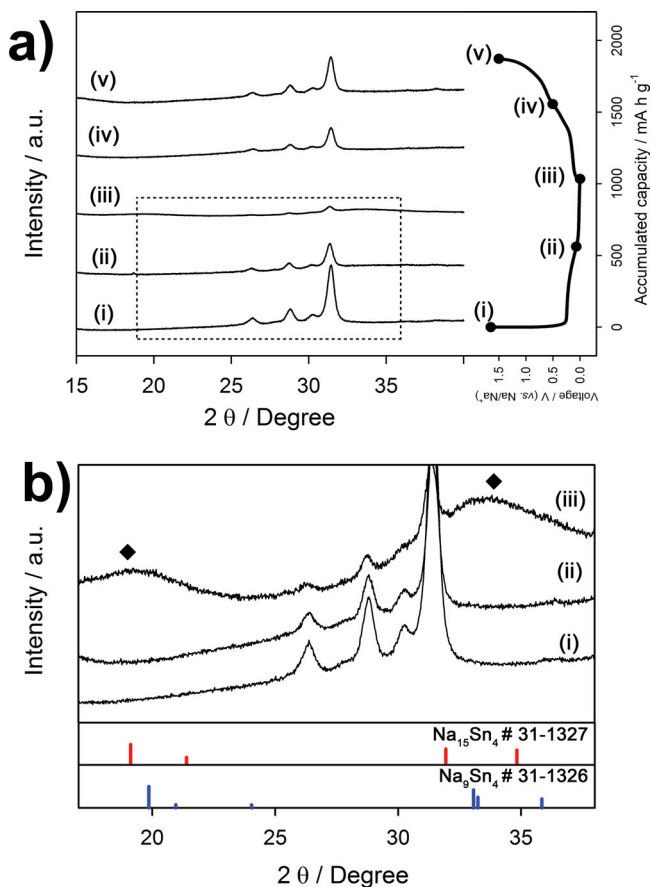 a)
(v)
(iv)
(iii)
(ii)
(i)
Intensity / a.u.
15 20 25 30 35
2 θ / Degree
(v)
(iv)
(iii)
(ii)
(i)
2000
1500
1000
500
0
Accumulated capacity / mA h g⁻¹
1.5 1.0 0.5 0.0
Voltage / V (vs. Na/Na⁺)
b)
(iii)
(ii)
(i)
Intensity / a.u.
Na₁₅Sn₄ # 31-1327
Na₉Sn₄ # 31-1326
20 25 30 35
2 θ / Degree